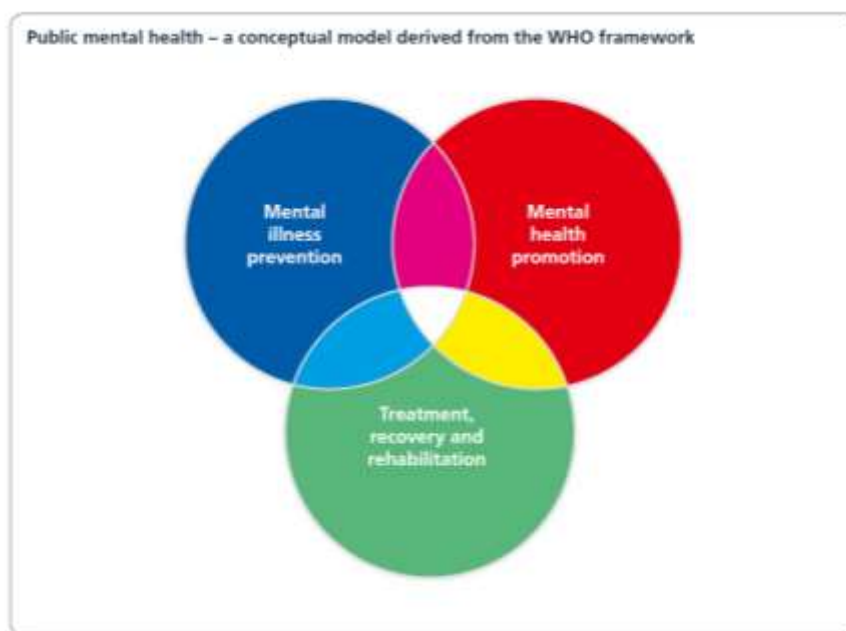 Public mental health – a conceptual model derived from the WHO framework
Mental
illness
prevention
Mental
health
promotion
Treatment,
recovery and
rehabilitation